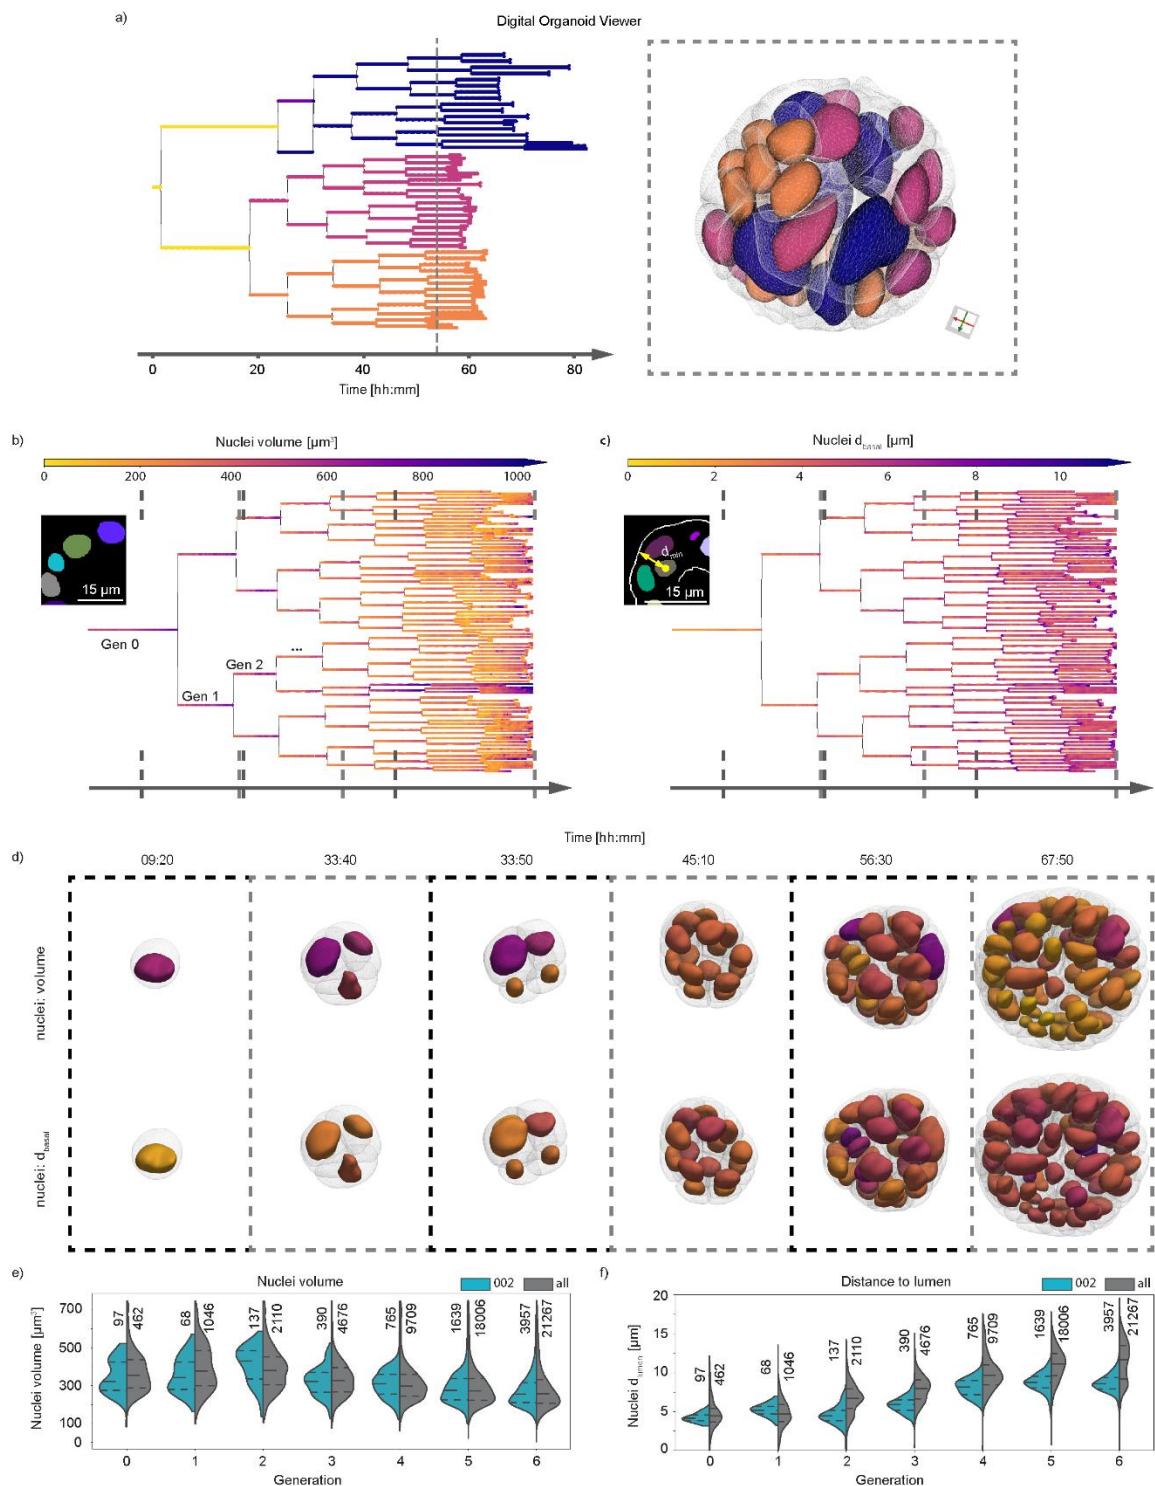 a)
Digital Organoid Viewer
0 20 40 60 80
Time [hh:mm]
b)
Nuclei volume [µm³]
0 200 400 600 800 1000
15 µm
Gen 0
Gen 1
Gen 2
...
c)
Nuclei d_basal [µm]
0 2 4 6 8 10
d_min
15 µm
Time [hh:mm]
d)
09:20 33:40 33:50 45:10 56:30 67:50
nuclei: volume
nuclei: d_basal
e)
Nuclei volume
002 all
Nuclei volume [µm³]
700
500
300
100
0
97 462 68 1046 137 2110 390 4676 765 9709 1639 18006 3957 21267
0 1 2 3 4 5 6
Generation
f)
Distance to lumen
002 all
Nuclei d_lumen [µm]
20
15
10
5
0
97 462 68 1046 137 2110 390 4676 765 9709 1639 18006 3957 21267
0 1 2 3 4 5 6
Generation